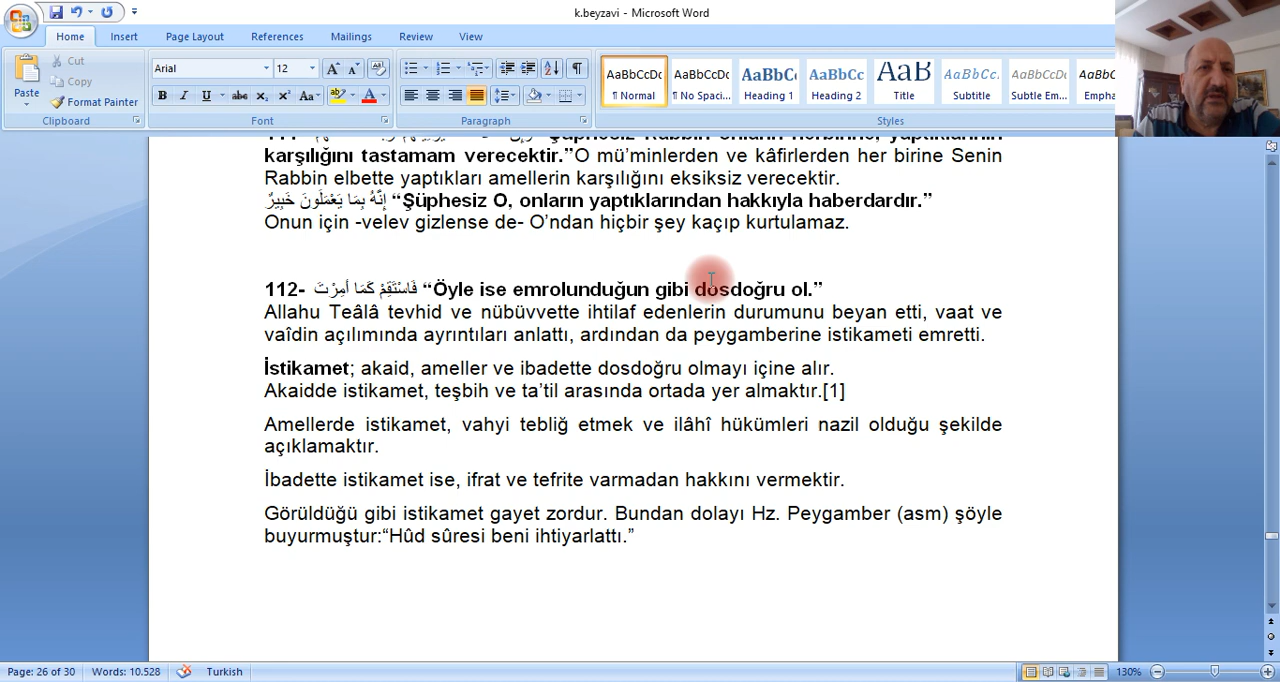 k.beyzavi - Microsoft Word
Home Insert Page Layout References Mailings Review View
Paste Cut Copy Format Painter
Arial 12
AaBbCcDc AaBbCcDc AaBbC AaBbCc AaB AaBbCc. AaBbCcDc AaBbC
¶ Normal ¶ No Spaci... Heading 1 Heading 2 Title Subtitle Subtle Em... Empha
Clipboard Font Paragraph Styles
karşılığını tastamam verecektir.”O mü’minlerden ve kâfirlerden her birine Senin
Rabbin elbette yaptıkları amellerin karşılığını eksiksiz verecektir.
إِنَّهُ بِمَا يَعْمَلُونَ خَبِيرٌ “Şüphesiz O, onların yaptıklarından hakkıyla haberdardır.”
Onun için -velev gizlense de- O’ndan hiçbir şey kaçıp kurtulamaz.
112- فَاسْتَقِمْ كَمَا أُمِرْتَ “Öyle ise emrolunduğun gibi dosdoğru ol.”
Allahu Teâlâ tevhid ve nübüvvette ihtilaf edenlerin durumunu beyan etti, vaat ve
vaîdin açılımında ayrıntıları anlattı, ardından da peygamberine istikameti emretti.
İstikamet; akaid, ameller ve ibadette dosdoğru olmayı içine alır.
Akaidde istikamet, teşbih ve ta’til arasında ortada yer almaktır.[1]
Amellerde istikamet, vahyi tebliğ etmek ve ilâhî hükümleri nazil olduğu şekilde
açıklamaktır.
İbadette istikamet ise, ifrat ve tefrite varmadan hakkını vermektir.
Görüldüğü gibi istikamet gayet zordur. Bundan dolayı Hz. Peygamber (asm) şöyle
buyurmuştur:“Hûd sûresi beni ihtiyarlattı.”
Page: 26 of 30 Words: 10.528 Turkish 130%